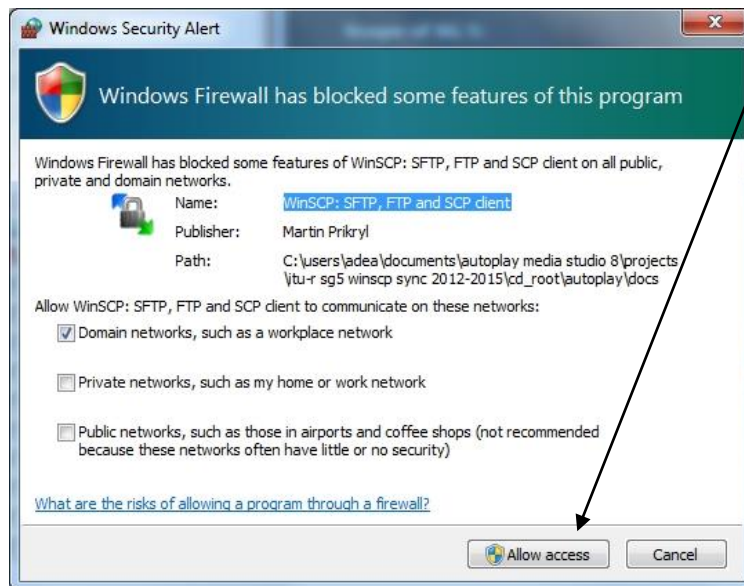 Windows Security Alert
Windows Firewall has blocked some features of this program
Windows Firewall has blocked some features of WinSCP: SFTP, FTP and SCP client on all public,
private and domain networks.
Name: WinSCP: SFTP, FTP and SCP client
Publisher: Martin Prikryl
Path: C:\users\adea\documents\autoplay media studio 8\projects
\itu-r sg5 winscp sync 2012-2015\cd_root\autoplay\docs
Allow WinSCP: SFTP, FTP and SCP client to communicate on these networks:
Domain networks, such as a workplace network
Private networks, such as my home or work network
Public networks, such as those in airports and coffee shops (not recommended
because these networks often have little or no security)
What are the risks of allowing a program through a firewall?
Allow access Cancel